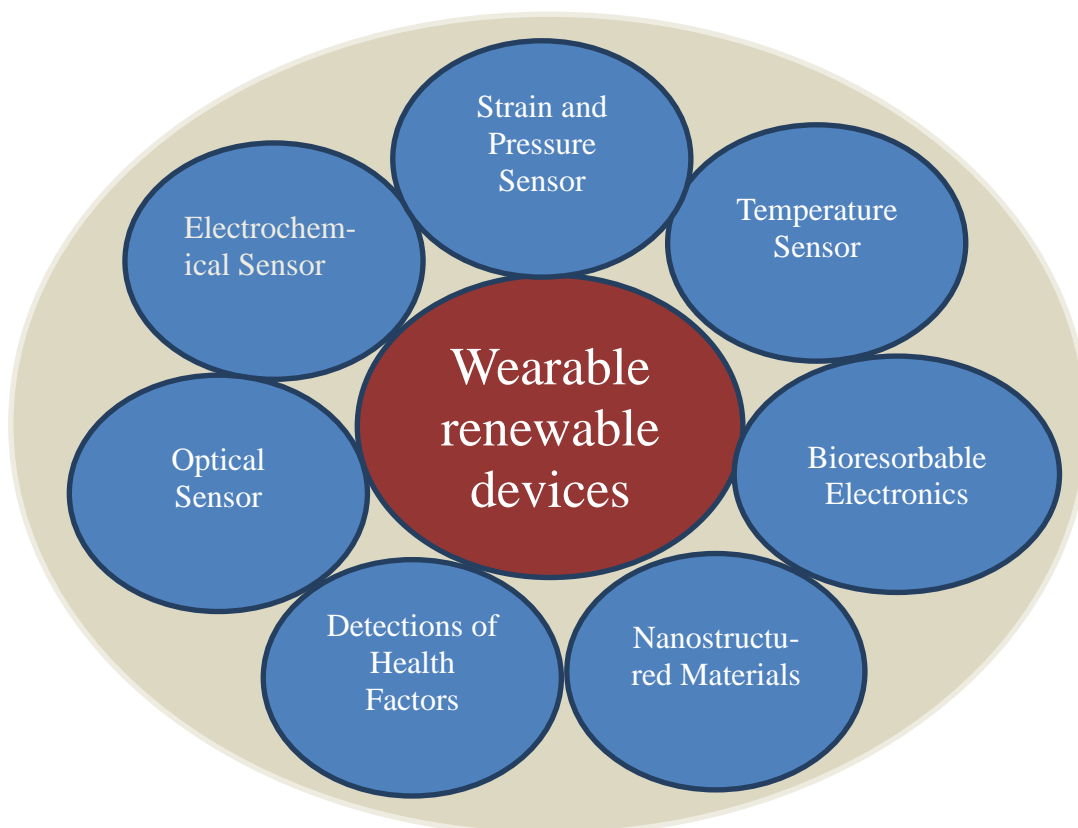 Strain and
Pressure
Sensor
Electrochem-
ical Sensor
Temperature
Sensor
Wearable
renewable
devices
Optical
Sensor
Bioresorbable
Electronics
Detections of
Health
Factors
Nanostructu-
red Materials